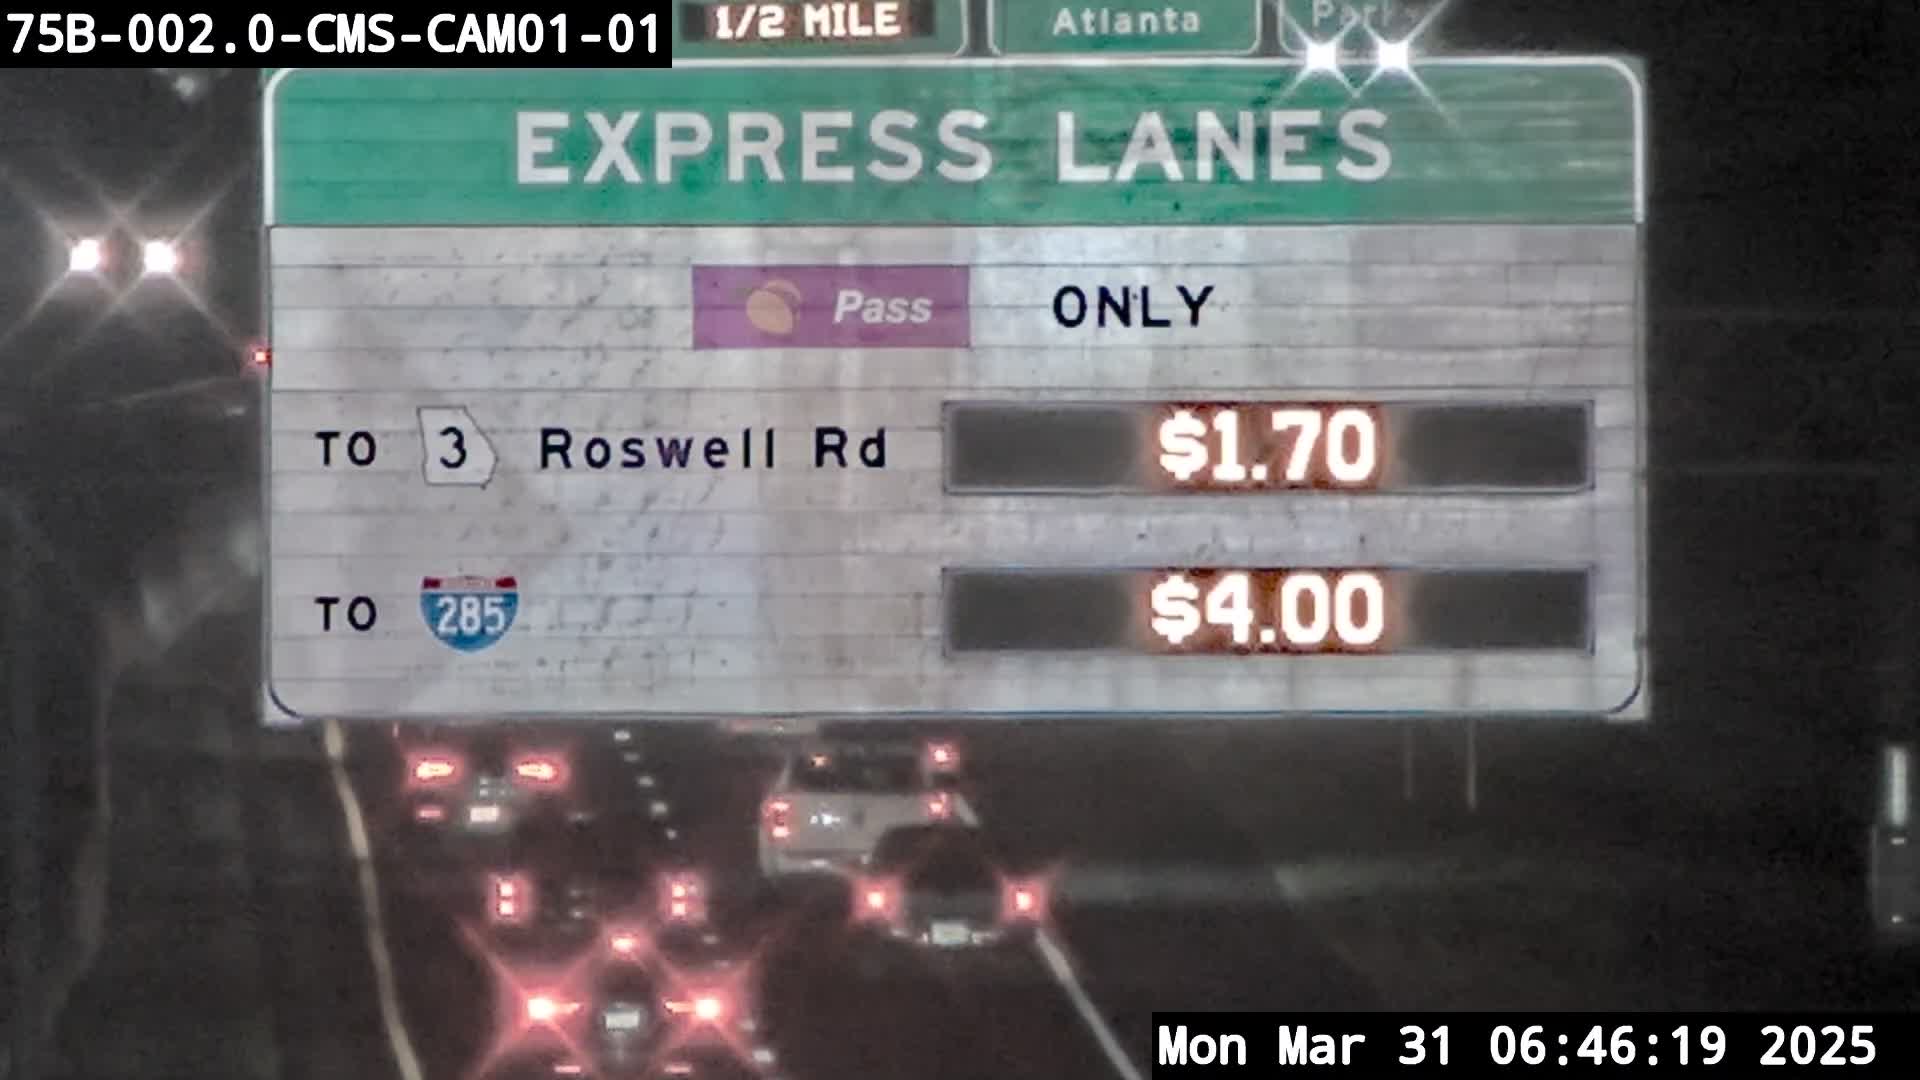 75B-002.0-CMS-CAM01-01
1/2 MILE
Atlanta
EXPRESS LANES
Pass ONLY
TO 3 Roswell Rd $1.70
TO 285 $4.00
Mon Mar 31 06:46:19 2025